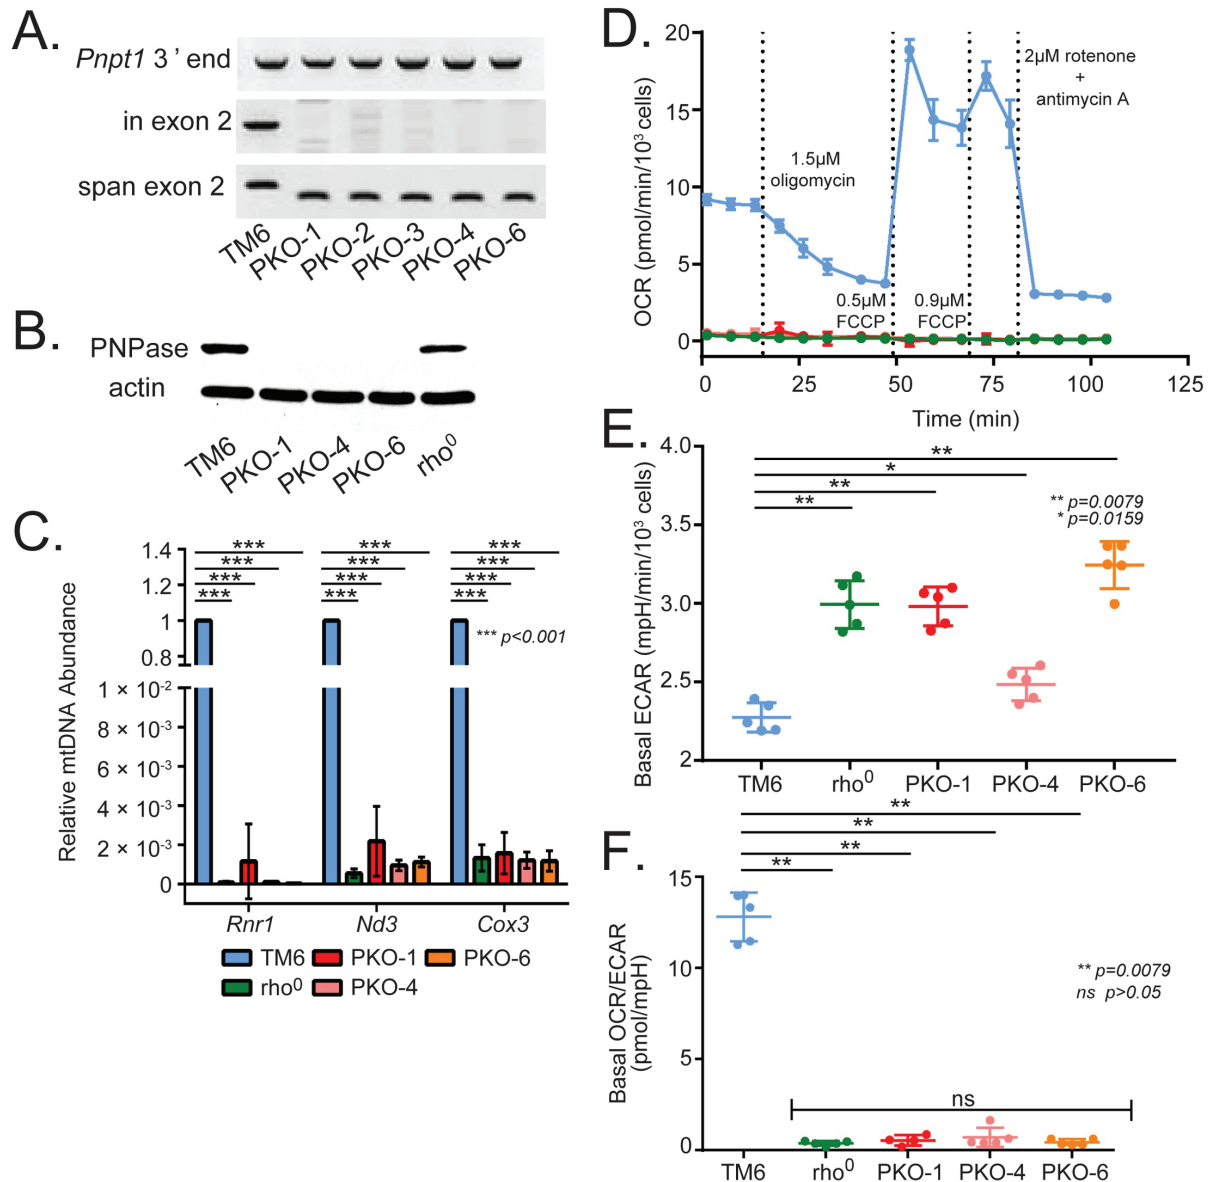 A.
Pnpt1 3 ' end
in exon 2
span exon 2
TM6
PKO-1
PKO-2
PKO-3
PKO-4
PKO-6
B.
PNPase
actin
TM6
PKO-1
PKO-4
PKO-6
rho⁰
C.
Relative mtDNA Abundance
1.4
1.2
1
0.8
1 × 10⁻²
8 × 10⁻³
6 × 10⁻³
4 × 10⁻³
2 × 10⁻³
0
***
***
***
***
***
***
***
***
***
***
***
***
*** p<0.001
Rnr1
Nd3
Cox3
TM6
PKO-1
PKO-6
rho⁰
PKO-4
D.
OCR (pmol/min/10³ cells)
20
15
10
5
0
1.5µM
oligomycin
0.5µM
FCCP
0.9µM
FCCP
2µM rotenone
+
antimycin A
0
25
50
75
100
125
Time (min)
E.
Basal ECAR (mpH/min/10³ cells)
4.0
3.5
3.0
2.5
2
**
*
**
**
** p=0.0079
* p=0.0159
TM6
rho⁰
PKO-1
PKO-4
PKO-6
F.
Basal OCR/ECAR
(pmol/mpH)
15
10
5
0
**
**
**
**
** p=0.0079
ns p>0.05
ns
TM6
rho⁰
PKO-1
PKO-4
PKO-6